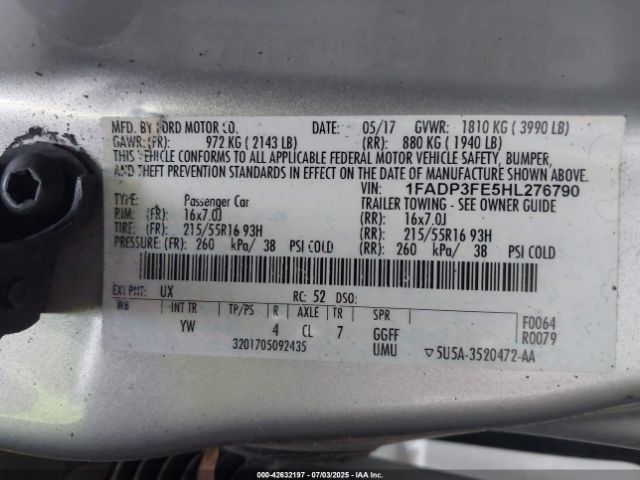 MFD. BY FORD MOTOR CO. DATE: 05/17 GVWR: 1810 KG ( 3990 LB)
GAWR: (FR): 972 KG ( 2143 LB) (RR): 880 KG ( 1940 LB)
THIS VEHICLE CONFORMS TO ALL APPLICABLE FEDERAL MOTOR VEHICLE SAFETY, BUMPER,
AND THEFT PREVENTION STANDARDS IN EFFECT ON THE DATE OF
MANUFACTURE SHOWN ABOVE.
VIN: 1FADP3FE5HL276790
TYPE: Passenger Car TRAILER TOWING - SEE OWNER GUIDE
RIM: (FR): 16x7.0J (RR): 16x7.0J
TIRE: (FR): 215/55R16 93H (RR): 215/55R16 93H
PRESSURE: (FR): 260 kPa/ 38 PSI COLD (RR): 260 kPa/ 38 PSI COLD
EXT PNT: UX RC: 52 DSO:
WB INT TR TP/PS R AXLE TR SPR
YW 4 CL 7 GGFF
UMU
F0064
R0079
3201705092435
▽5U5A-3520472-AA
000-42632197 - 07/03/2025 - IAAI.com